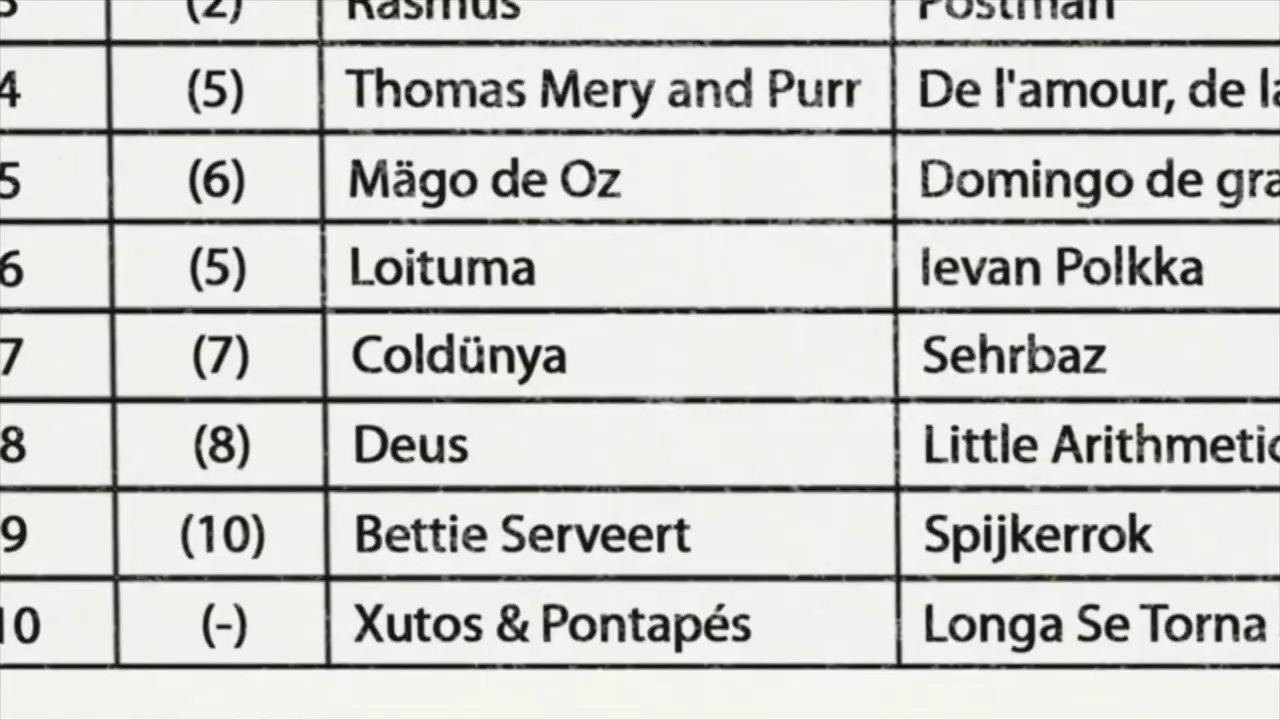 3 (2) Rasmus Postman
4 (5) Thomas Mery and Purr De l'amour, de la
5 (6) Mägo de Oz Domingo de gra
6 (5) Loituma Ievan Polkka
7 (7) Coldünya Sehrbaz
8 (8) Deus Little Arithmetic
9 (10) Bettie Serveert Spijkerrok
10 (-) Xutos & Pontapés Longa Se Torna